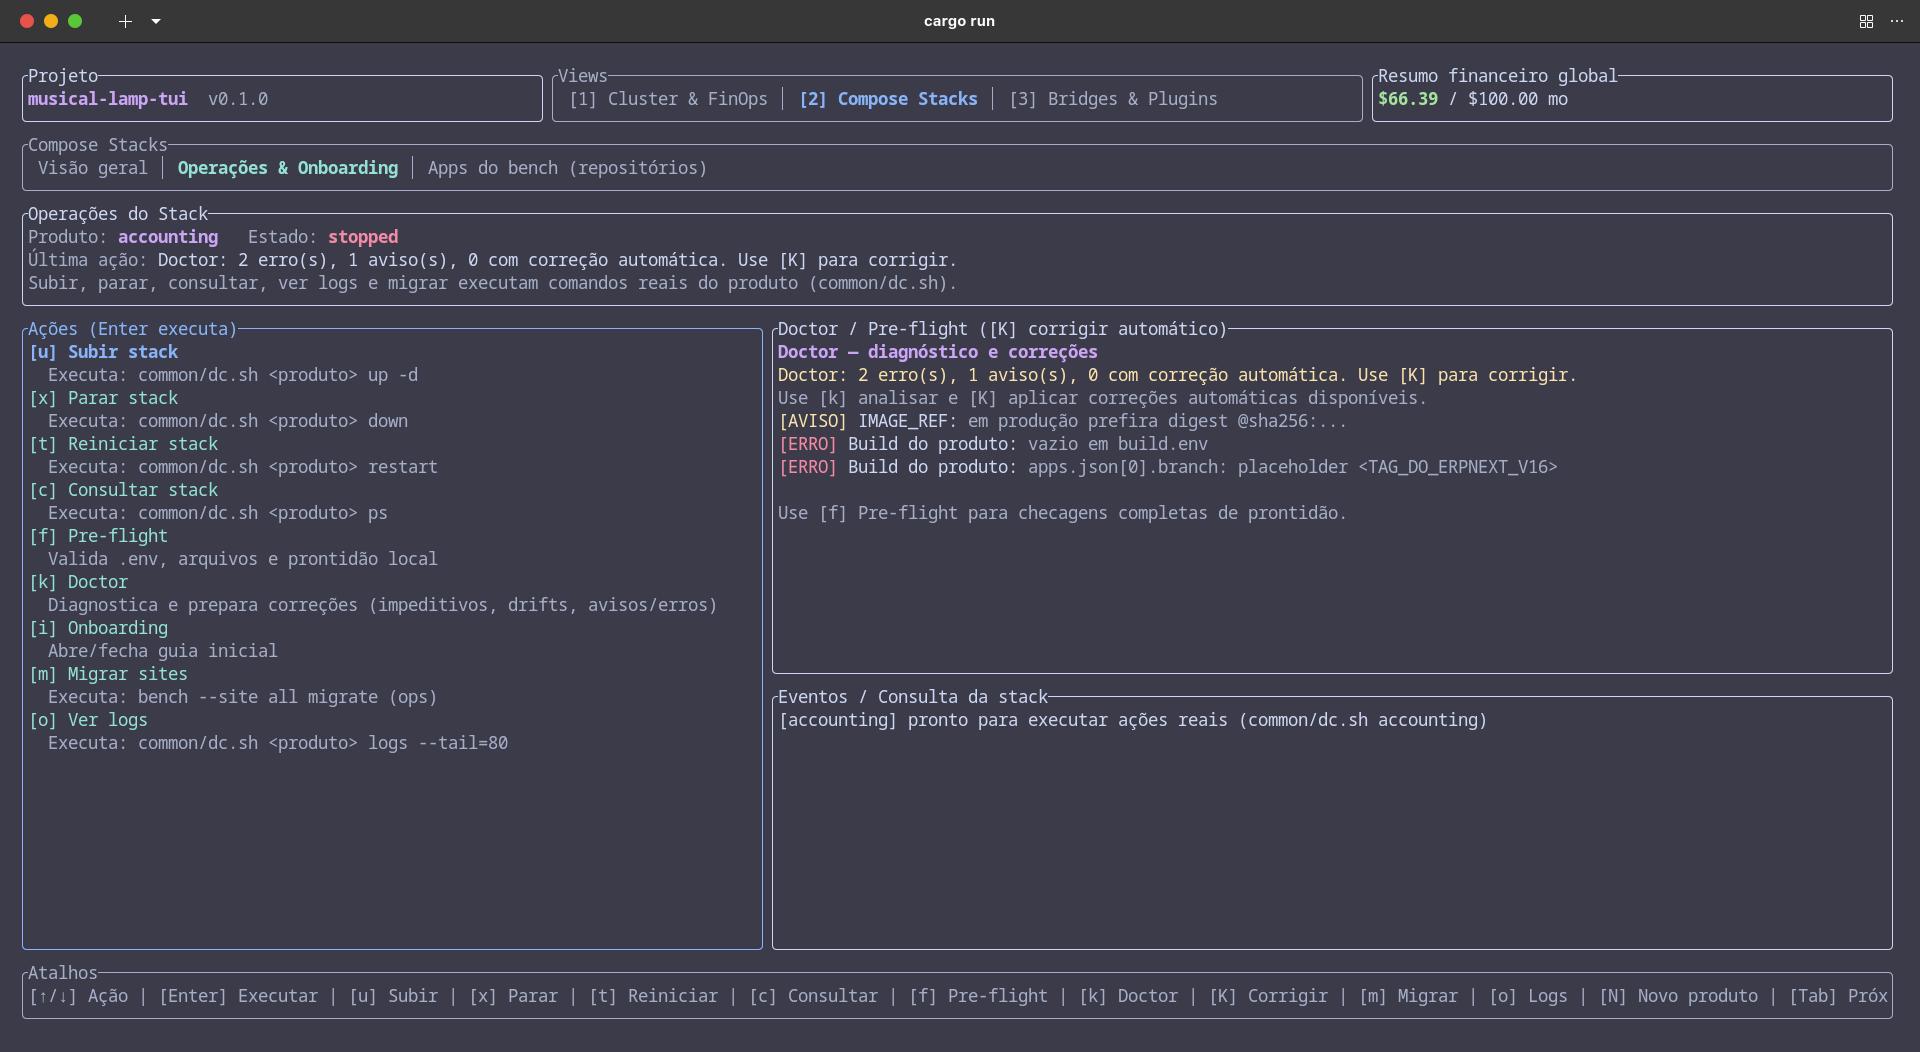 cargo run
Projeto
musical-lamp-tui v0.1.0
Views
[1] Cluster & FinOps │ [2] Compose Stacks │ [3] Bridges & Plugins
Resumo financeiro global
$66.39 / $100.00 mo
Compose Stacks
Visão geral │ Operações & Onboarding │ Apps do bench (repositórios)
Operações do Stack
Produto: accounting Estado: stopped
Última ação: Doctor: 2 erro(s), 1 aviso(s), 0 com correção automática. Use [K] para corrigir.
Subir, parar, consultar, ver logs e migrar executam comandos reais do produto (common/dc.sh).
Ações (Enter executa)
[u] Subir stack
Executa: common/dc.sh <produto> up -d
[x] Parar stack
Executa: common/dc.sh <produto> down
[t] Reiniciar stack
Executa: common/dc.sh <produto> restart
[c] Consultar stack
Executa: common/dc.sh <produto> ps
[f] Pre-flight
Valida .env, arquivos e prontidão local
[k] Doctor
Diagnostica e prepara correções (impeditivos, drifts, avisos/erros)
[i] Onboarding
Abre/fecha guia inicial
[m] Migrar sites
Executa: bench --site all migrate (ops)
[o] Ver logs
Executa: common/dc.sh <produto> logs --tail=80
Doctor / Pre-flight ([K] corrigir automático)
Doctor — diagnóstico e correções
Doctor: 2 erro(s), 1 aviso(s), 0 com correção automática. Use [K] para corrigir.
Use [k] analisar e [K] aplicar correções automáticas disponíveis.
[AVISO] IMAGE_REF: em produção prefira digest @sha256:...
[ERRO] Build do produto: vazio em build.env
[ERRO] Build do produto: apps.json[0].branch: placeholder <TAG_DO_ERPNEXT_V16>
Use [f] Pre-flight para checagens completas de prontidão.
Eventos / Consulta da stack
[accounting] pronto para executar ações reais (common/dc.sh accounting)
Atalhos
[↑/↓] Ação | [Enter] Executar | [u] Subir | [x] Parar | [t] Reiniciar | [c] Consultar | [f] Pre-flight | [k] Doctor | [K] Corrigir | [m] Migrar | [o] Logs | [N] Novo produto | [Tab] Próx